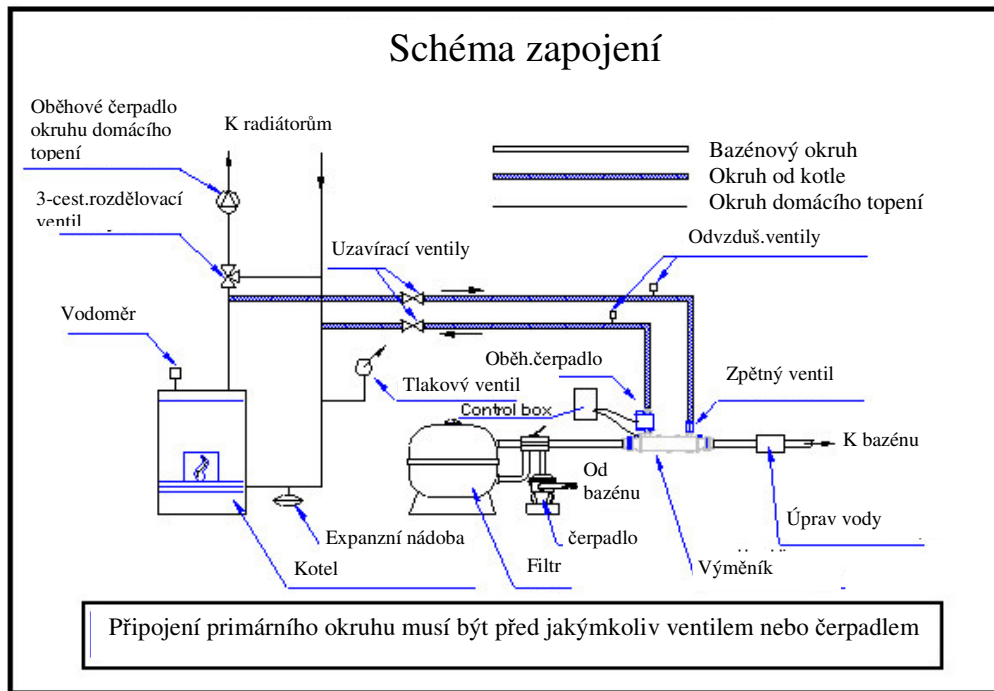 Schéma zapojení
Oběhové čerpadlo
okruhu domácího
topení
K radiátorům
Bazénový okruh
Okruh od kotle
Okruh domácího topení
3-cest.rozdělovací
ventil
Uzavírací ventily
Odvzduš.ventily
Vodoměr
Oběh.čerpadlo
Zpětný ventil
Tlakový ventil
Control box
K bazénu
Od
bazénu
Úprav vody
Expanzní nádoba
čerpadlo
Kotel
Filtr
Výměník
Připojení primárního okruhu musí být před jakýmkoliv ventilem nebo čerpadlem